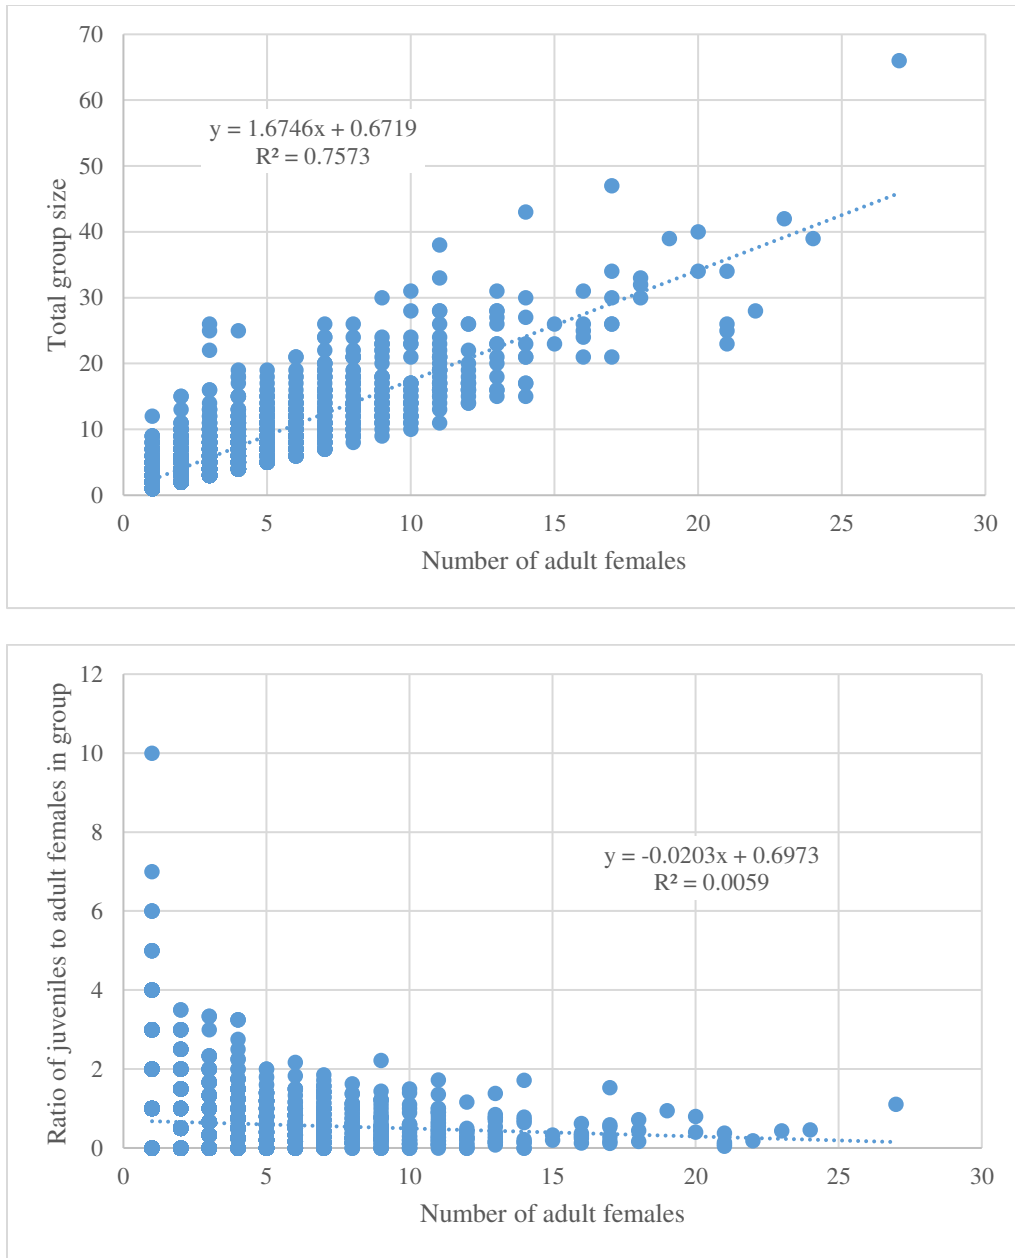 70
60
50
40
30
20
10
0
Total group size
y = 1.6746x + 0.6719
R² = 0.7573
0 5 10 15 20 25 30
Number of adult females
12
10
8
6
4
2
0
Ratio of juveniles to adult females in group
y = -0.0203x + 0.6973
R² = 0.0059
0 5 10 15 20 25 30
Number of adult females